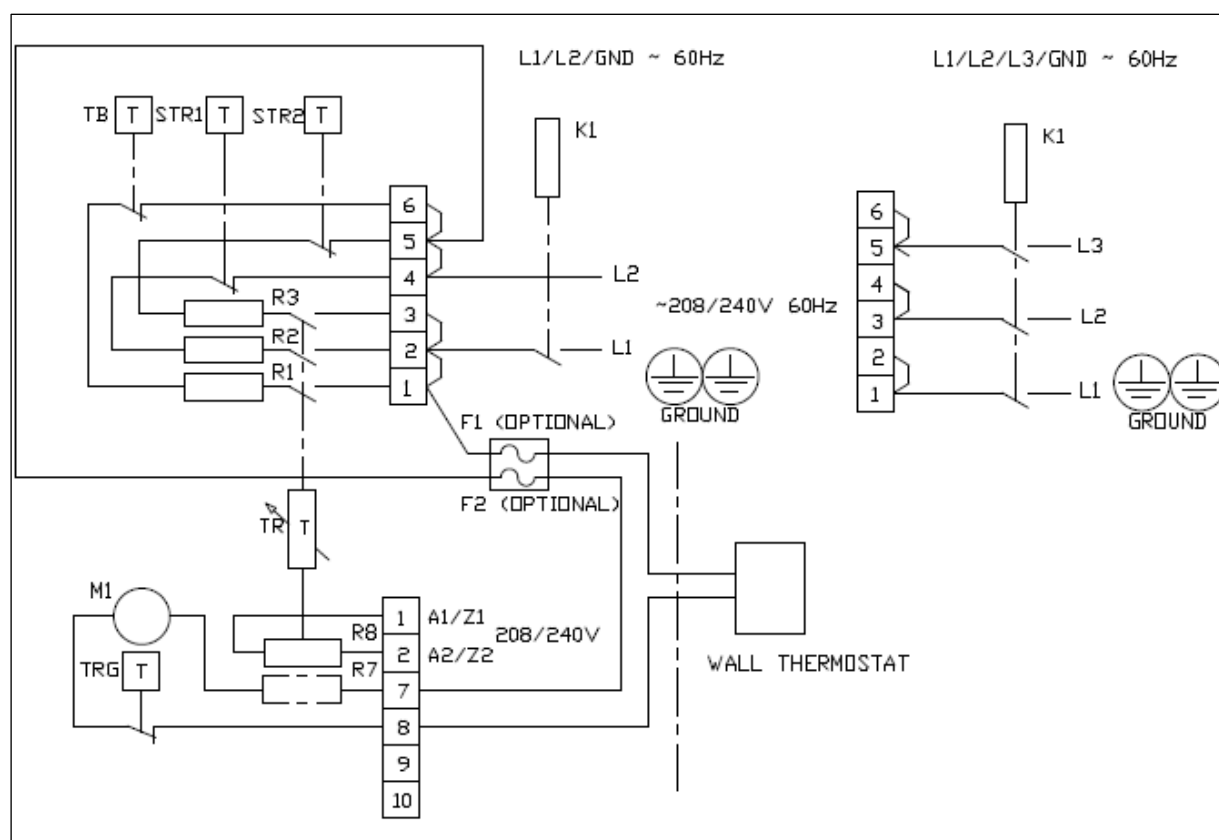 L1/L2/GND ~ 60Hz
L1/L2/L3/GND ~ 60Hz
TB T STR1 T STR2 T
K1
K1
6
5
4
3
2
1
R3
R2
R1
L2
L1
~208/240V 60Hz
6
5
4
3
2
1
L3
L2
L1
GROUND
GROUND
F1 (OPTIONAL)
F2 (OPTIONAL)
TR T
M1
TRG T
R8
R7
1 A1/Z1
2 A2/Z2
208/240V
7
8
9
10
WALL THERMOSTAT